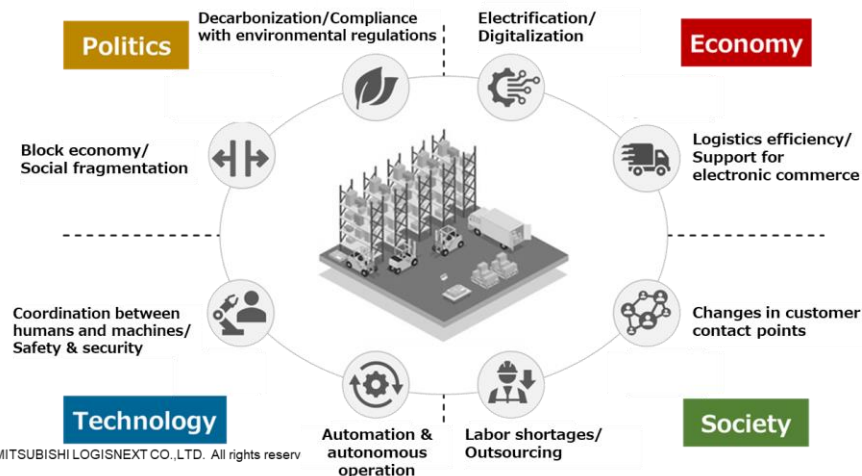 Politics
Decarbonization/Compliance
with environmental regulations
Electrification/
Digitalization
Economy
Block economy/
Social fragmentation
Logistics efficiency/
Support for
electronic commerce
Coordination between
humans and machines/
Safety & security
Changes in customer
contact points
Technology
Automation &
autonomous
operation
Labor shortages/
Outsourcing
Society
MITSUBISHI LOGISNEXT CO.,LTD. All rights reserv